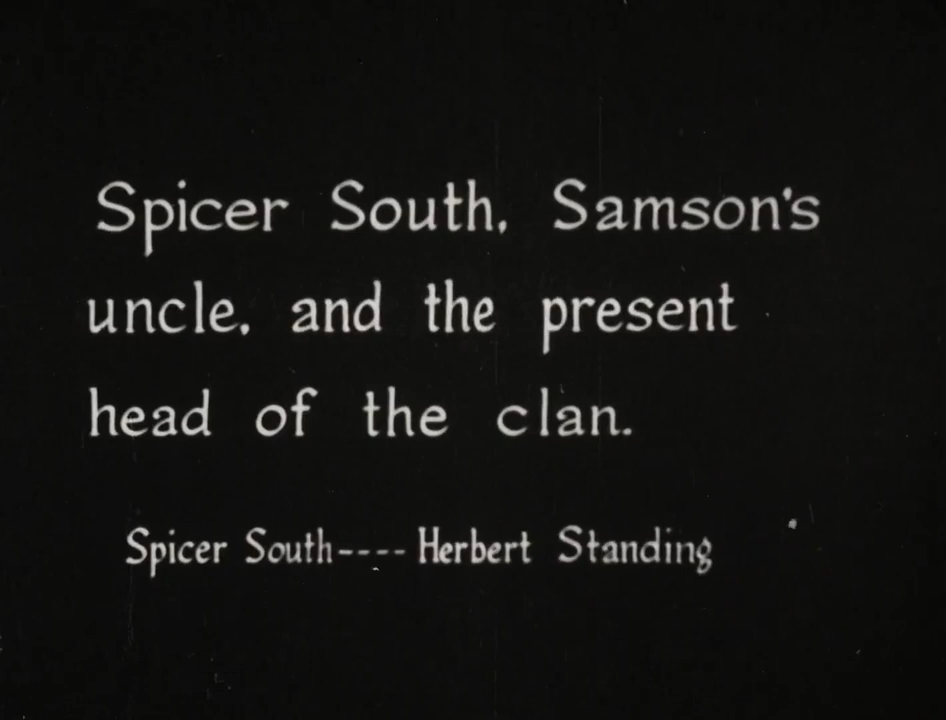 Spicer South, Samson's
uncle, and the present
head of the clan.
Spicer South---- Herbert Standing